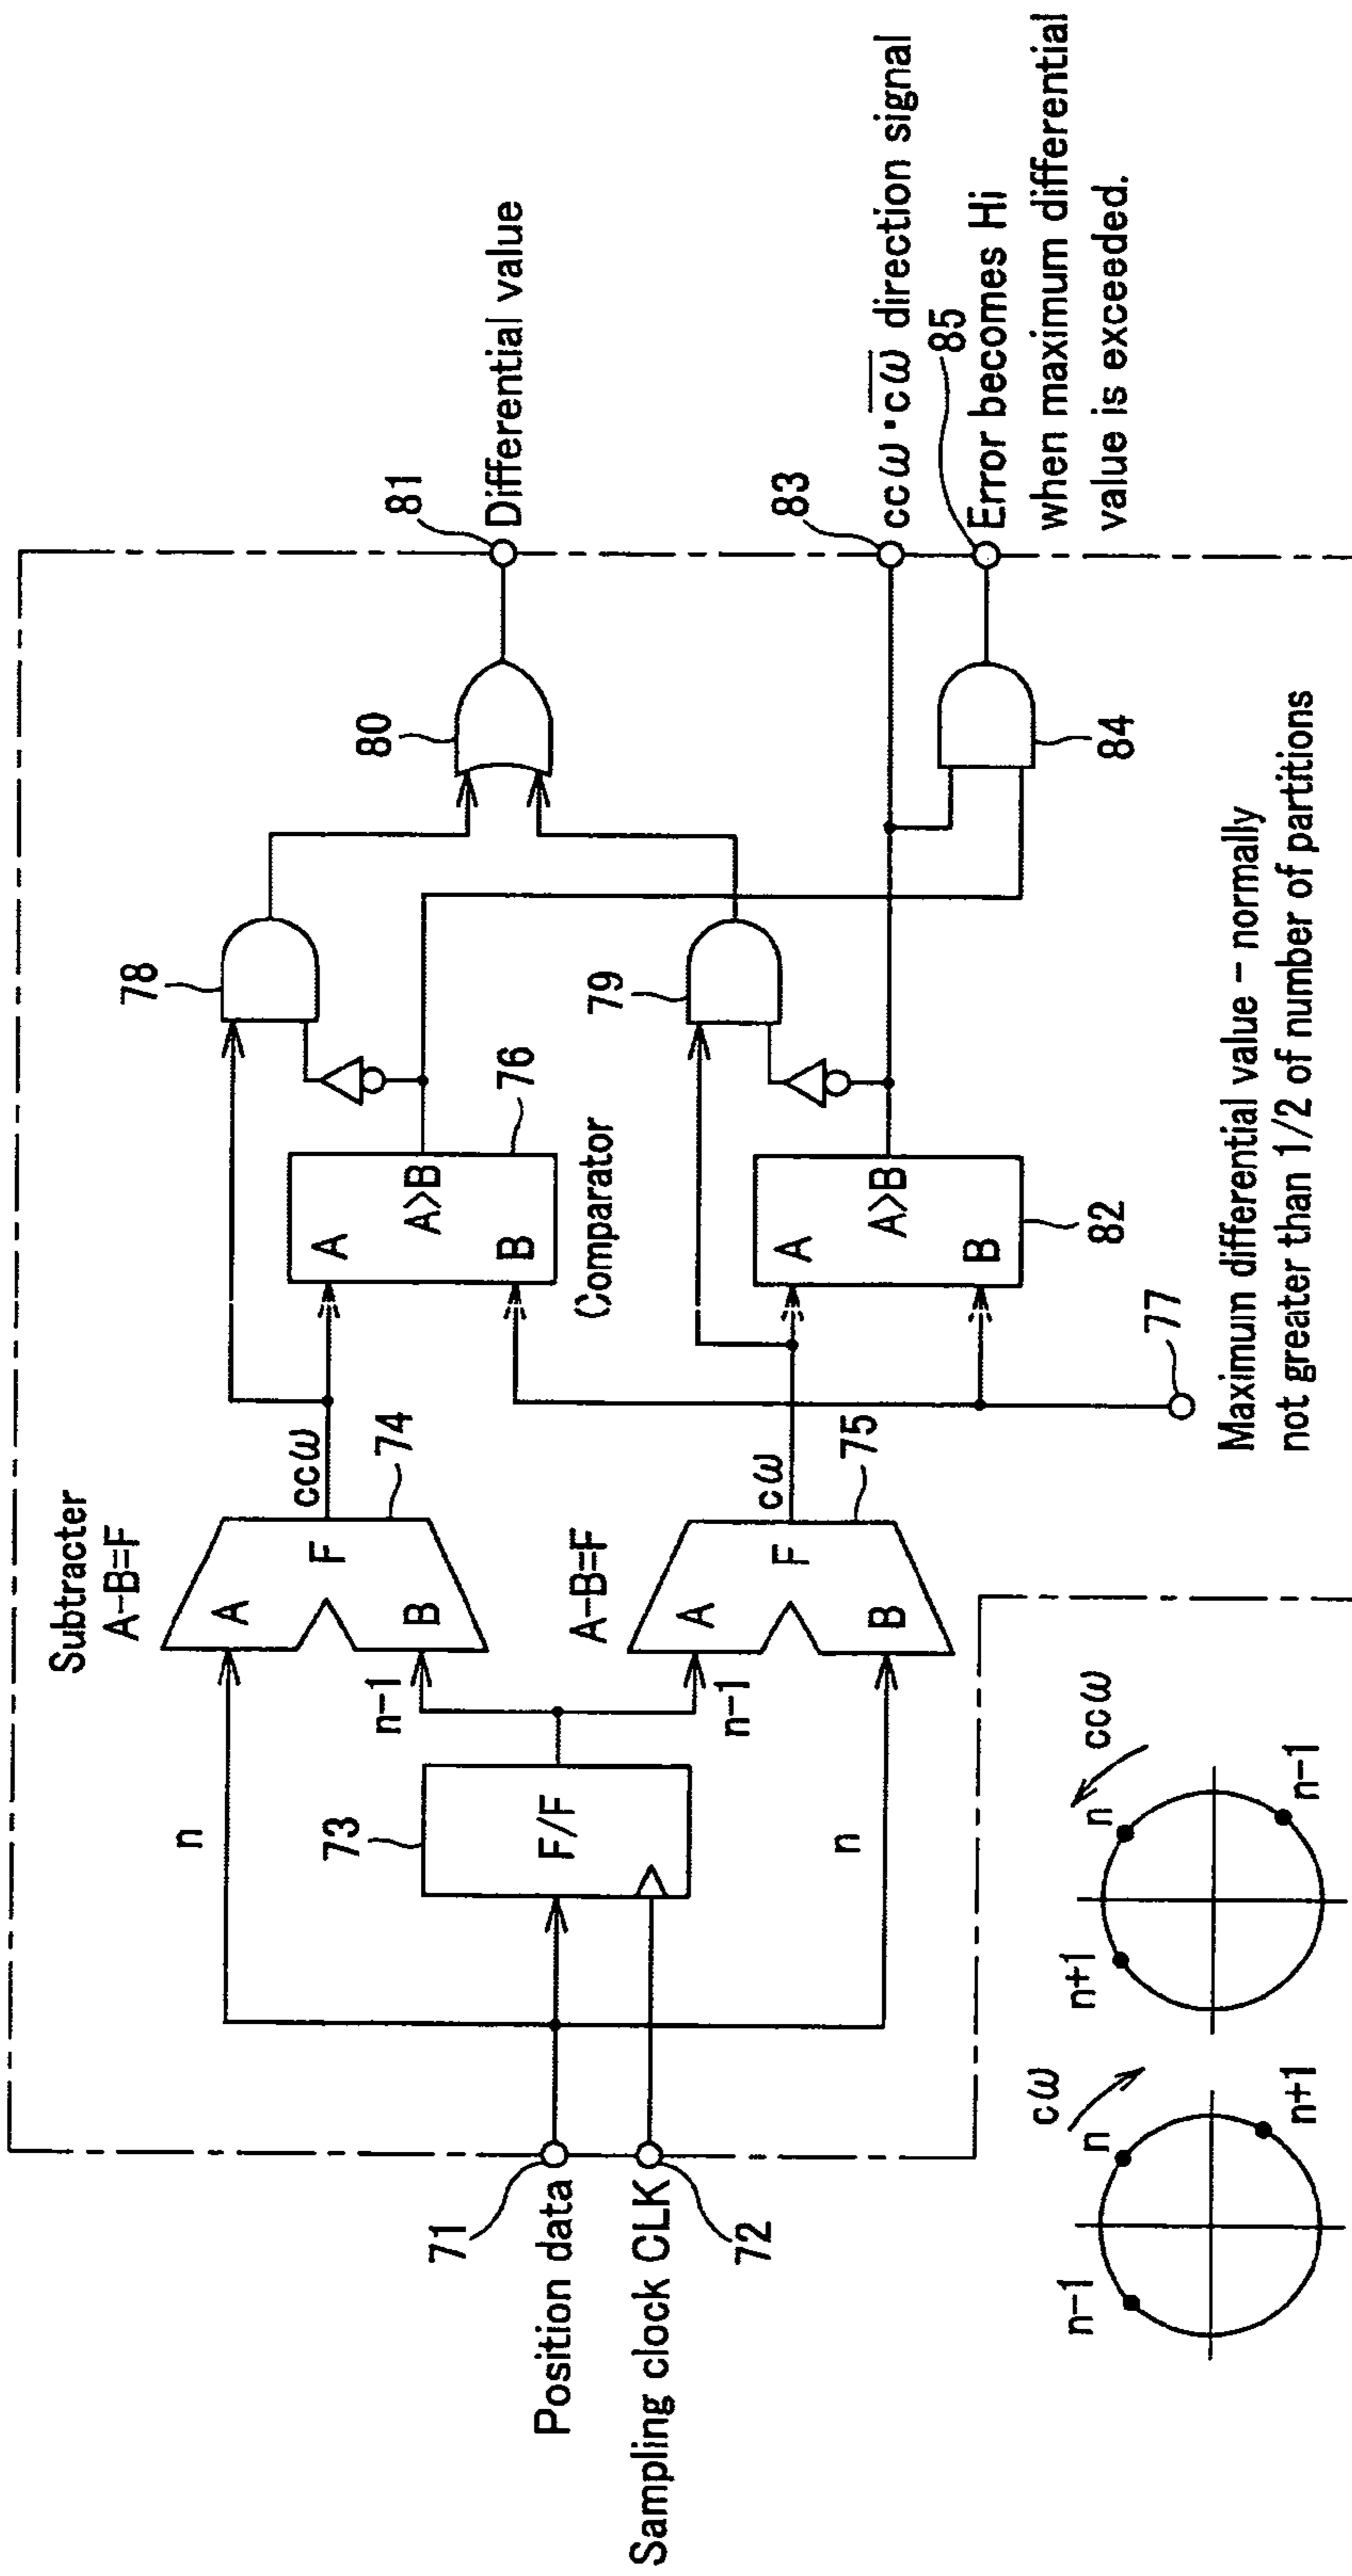 Subtracter
A-B=F
n
A
B
F
ccω
74
n-1
73
F/F
71
Position data
Sampling clock CLK
72
n-1
n
A-B=F
A
B
F
cω
75
A
B
A>B
76
Comparator
78
A
B
A>B
82
79
77
Maximum differential value – normally
not greater than 1/2 of number of partitions
80
81
Differential value
83
ccω·c̅ω̅ direction signal
85
Error becomes Hi
when maximum differential
value is exceeded.
84
cω
n-1
n
n+1
ccω
n+1
n
n-1